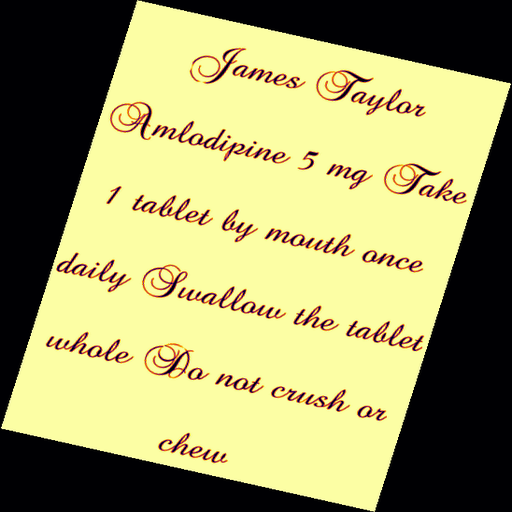 James Taylor
Amlodipine 5 mg Take
1 tablet by mouth once
daily Swallow the tablet
whole Do not crush or
chew